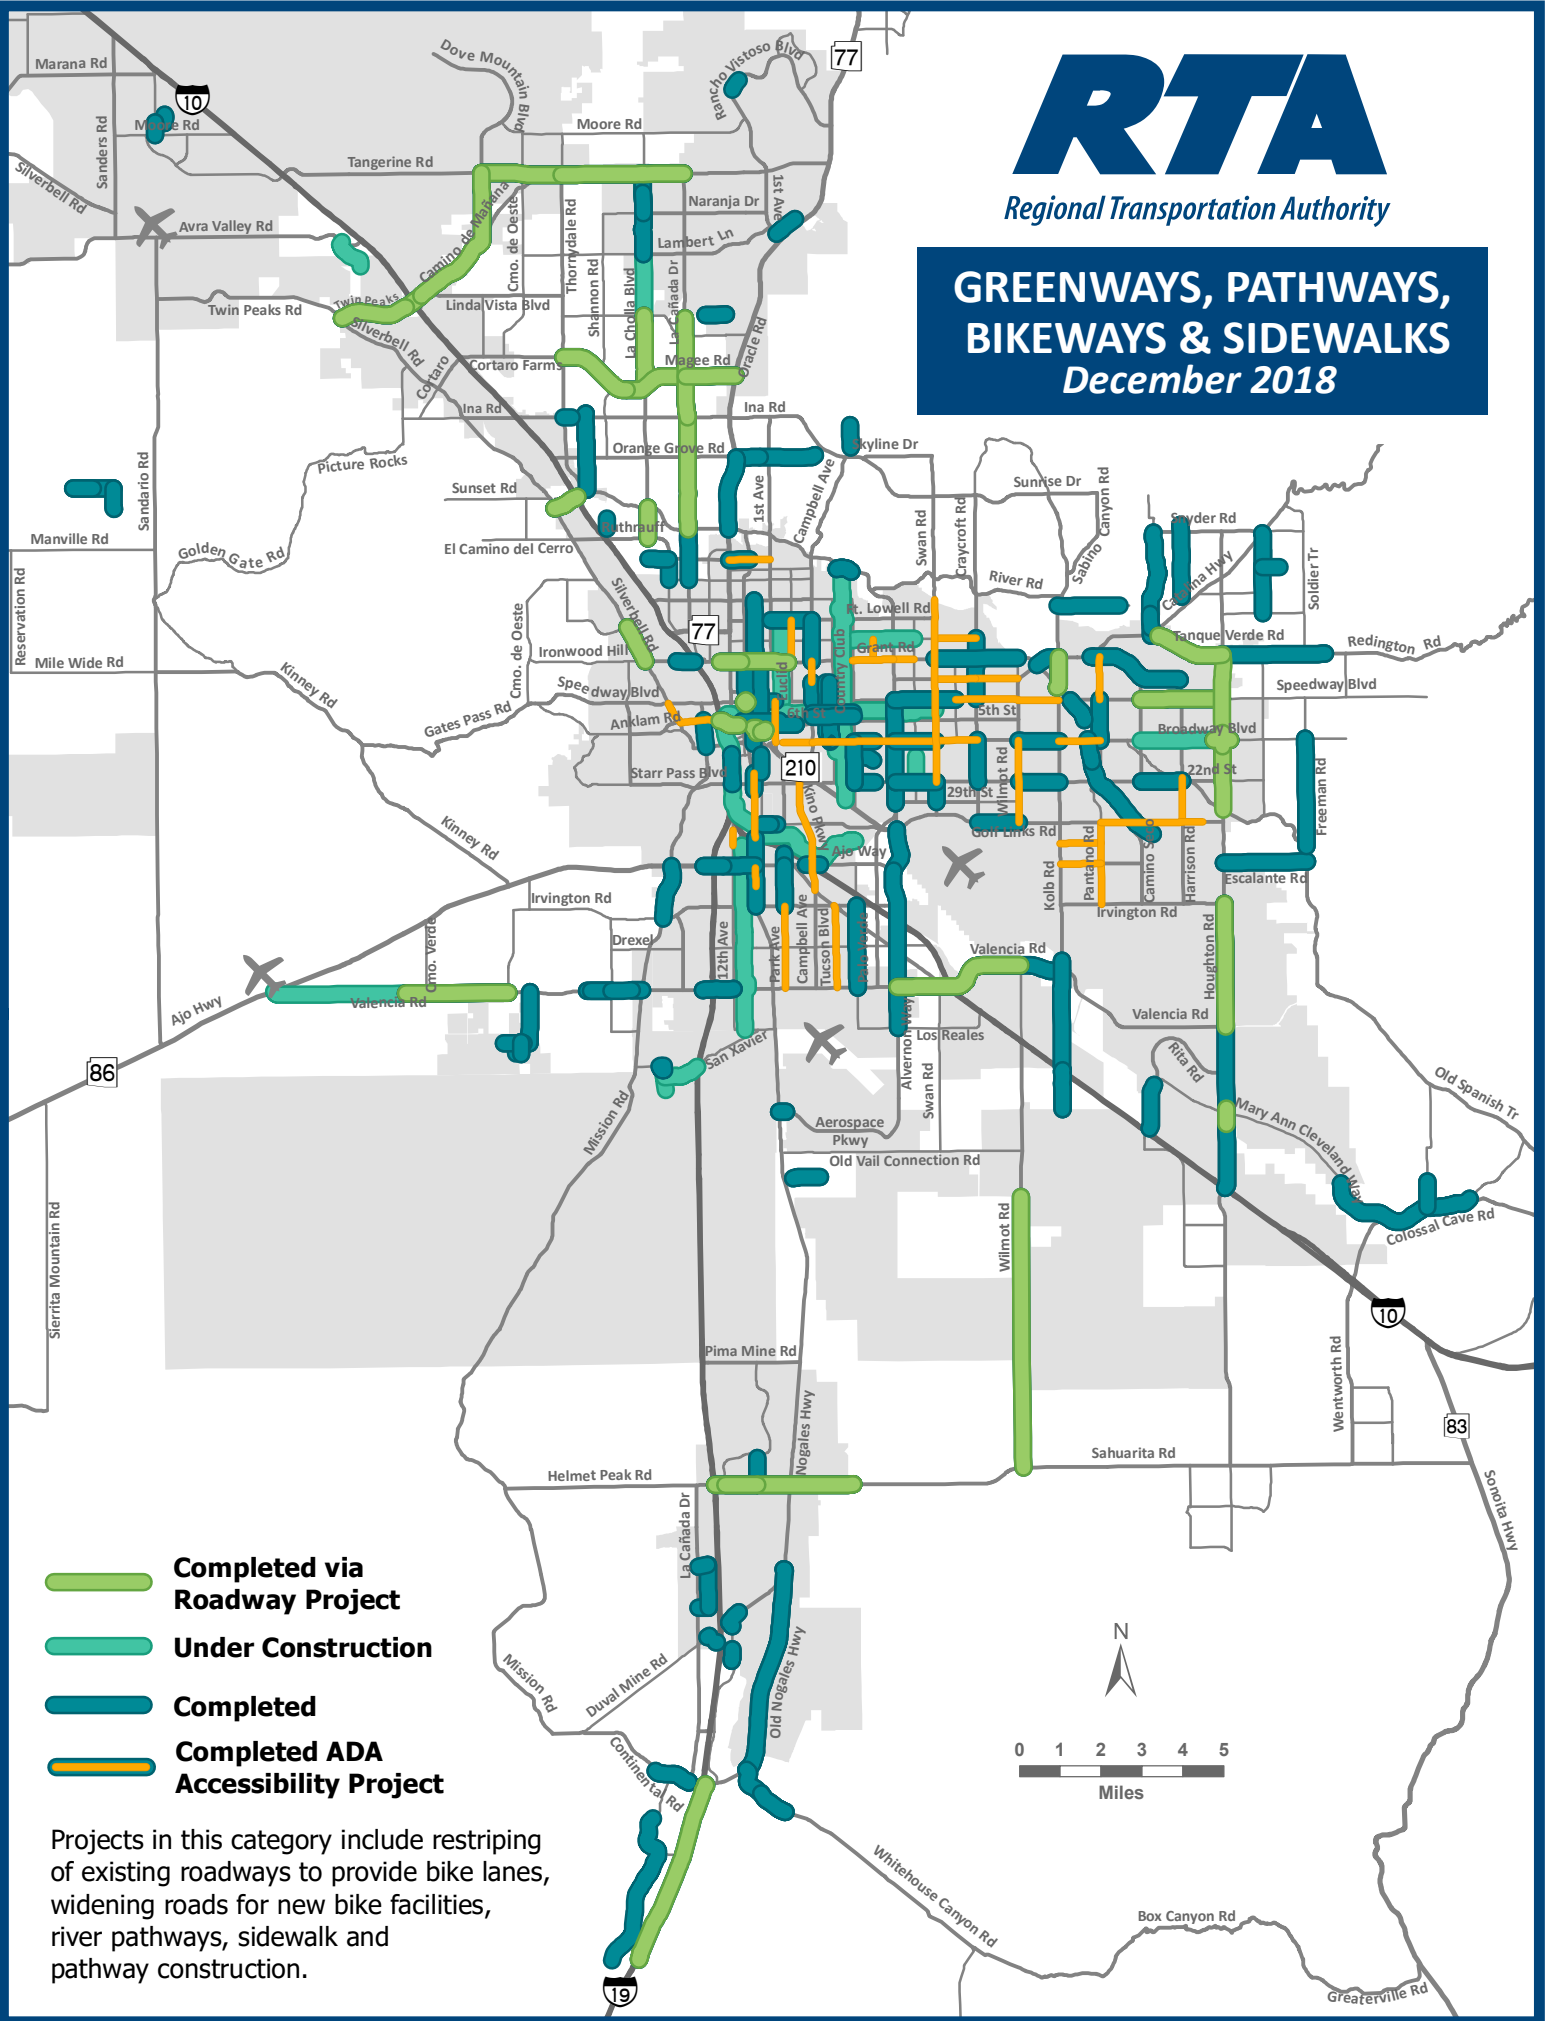 RTA
Regional Transportation Authority
GREENWAYS, PATHWAYS,
BIKEWAYS & SIDEWALKS
December 2018
Marana Rd
10
Dove Mountain Blvd
Rancho Vistoso Blvd
77
Moore Rd
Moore Rd
Sanders Rd
Silverbell Rd
Tangerine Rd
Avra Valley Rd
Camino de Mañana
Cmo. de Oeste
Thornydale Rd
Shannon Rd
Naranja Dr
1st Ave
Lambert Ln
La Cholla Blvd
La Cañada Dr
Twin Peaks
Twin Peaks Rd
Linda Vista Blvd
Silverbell Rd
Cortaro
Cortaro Farms
Magee Rd
Oracle Rd
Ina Rd
Ina Rd
Orange Grove Rd
Skyline Dr
Picture Rocks
Sandario Rd
Sunset Rd
1st Ave
Campbell Ave
Swan Rd
Craycroft Rd
Sunrise Dr
Sabino Canyon Rd
Snyder Rd
Ruthrauff
Manville Rd
Golden Gate Rd
El Camino del Cerro
Reservation Rd
River Rd
Catalina Hwy
Soldier Tr
Silverbell Rd
Ft. Lowell Rd
77
Cmo. de Oeste
Ironwood Hill
Grant Rd
Tanque Verde Rd
Redington Rd
Mile Wide Rd
Kinney Rd
Speedway Blvd
Euclid
Country Club
Speedway Blvd
Gates Pass Rd
Anklam Rd
6th St
5th St
Broadway Blvd
Starr Pass Blvd
210
Wilmot Rd
22nd St
29th St
Kino Pkwy
Freeman Rd
Kinney Rd
Golf Links Rd
Ajo Way
Kolb Rd
Pantano Rd
Camino Seco
Harrison Rd
Escalante Rd
Irvington Rd
Irvington Rd
Cmo. Verde
Drexel
12th Ave
Park Ave
Campbell Ave
Tucson Blvd
Palo Verde
Valencia Rd
Houghton Rd
Ajo Hwy
Valencia Rd
Valencia Rd
Alvernon Way
Los Reales
San Xavier
86
Rita Rd
Swan Rd
Old Spanish Tr
Mission Rd
Aerospace
Pkwy
Mary Ann Cleveland Way
Old Vail Connection Rd
Sierrita Mountain Rd
Wilmot Rd
Colossal Cave Rd
10
Pima Mine Rd
Wentworth Rd
Nogales Hwy
83
Sahuarita Rd
Helmet Peak Rd
Sonoita Hwy
La Cañada Dr
Completed via
Roadway Project
Under Construction
Completed
Completed ADA
Accessibility Project
Mission Rd
Duval Mine Rd
Old Nogales Hwy
Continental Rd
N
0 1 2 3 4 5
Miles
Projects in this category include restriping
of existing roadways to provide bike lanes,
widening roads for new bike facilities,
river pathways, sidewalk and
pathway construction.
Whitehouse Canyon Rd
Box Canyon Rd
Greaterville Rd
19